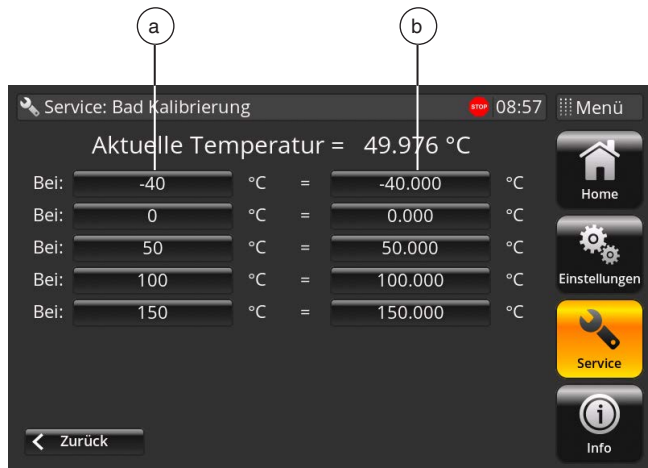 a b
Service: Bad Kalibrierung STOP 08:57 Menü
Aktuelle Temperatur = 49.976 °C
Bei: -40 °C = -40.000 °C
Bei: 0 °C = 0.000 °C
Bei: 50 °C = 50.000 °C
Bei: 100 °C = 100.000 °C
Bei: 150 °C = 150.000 °C
Zurück
Home
Einstellungen
Service
Info